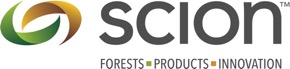 scion™
FORESTS ▪ PRODUCTS ▪ INNOVATION